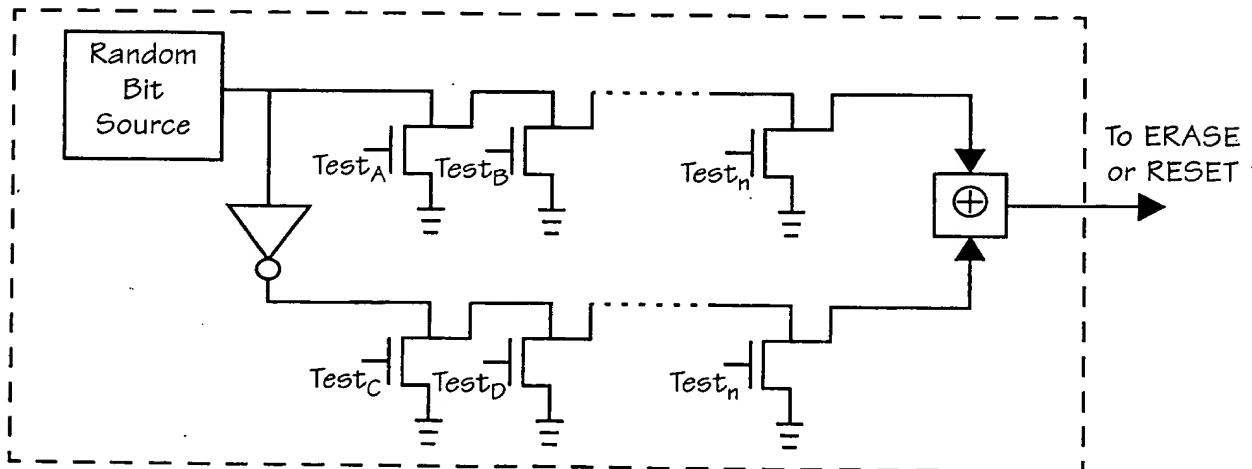 Random
Bit
Source
Test_A
Test_B
Test_n
To ERASE
or RESET
Test_C
Test_D
Test_n